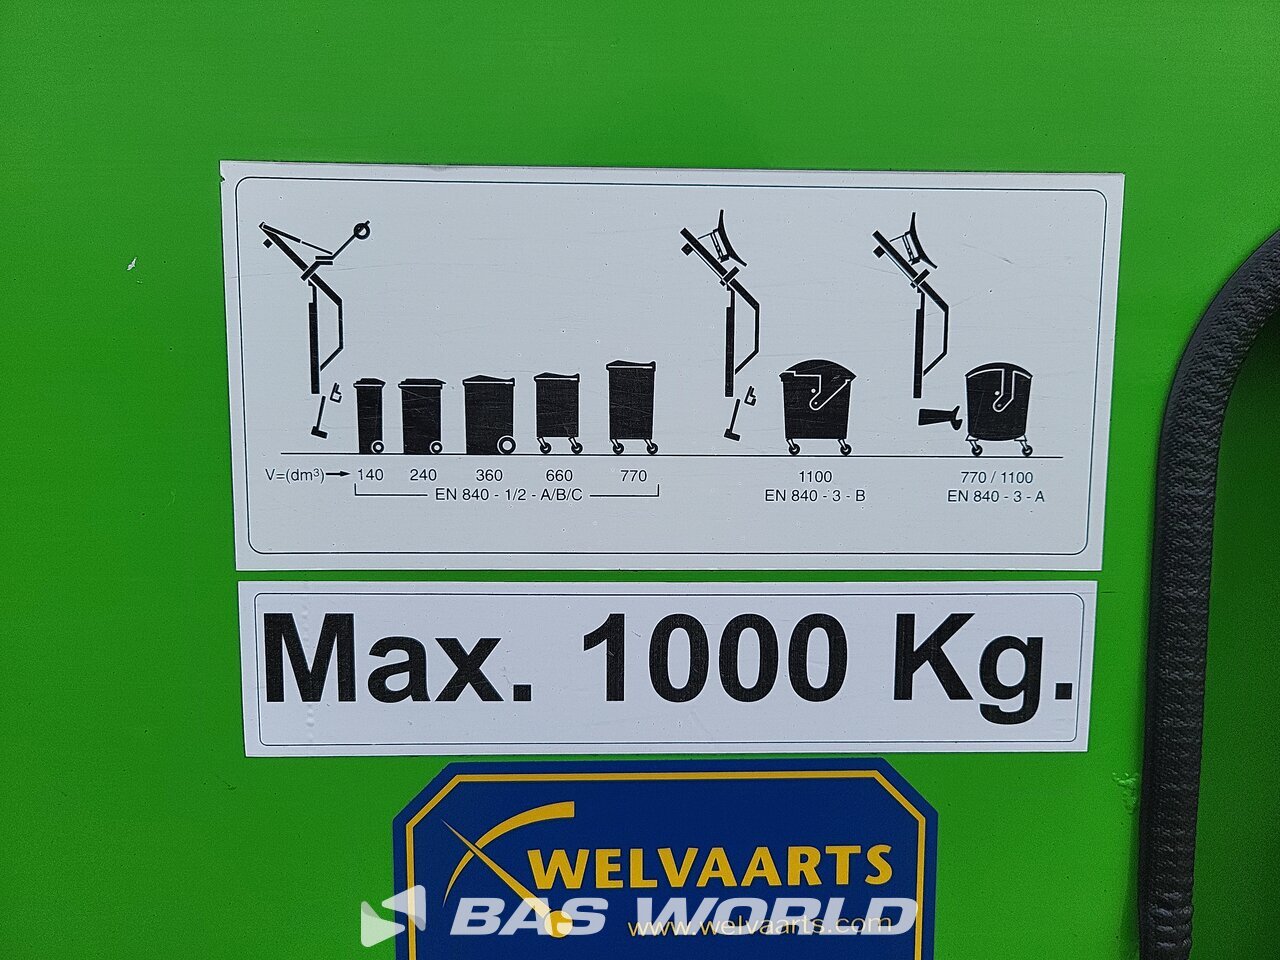 V=(dm³) 140 240 360 660 770 1100 770 / 1100
EN 840 - 1/2 - A/B/C EN 840 - 3 - B EN 840 - 3 - A
Max. 1000 Kg.
WELVAARTS
BAS WORLD
www.welvaarts.com